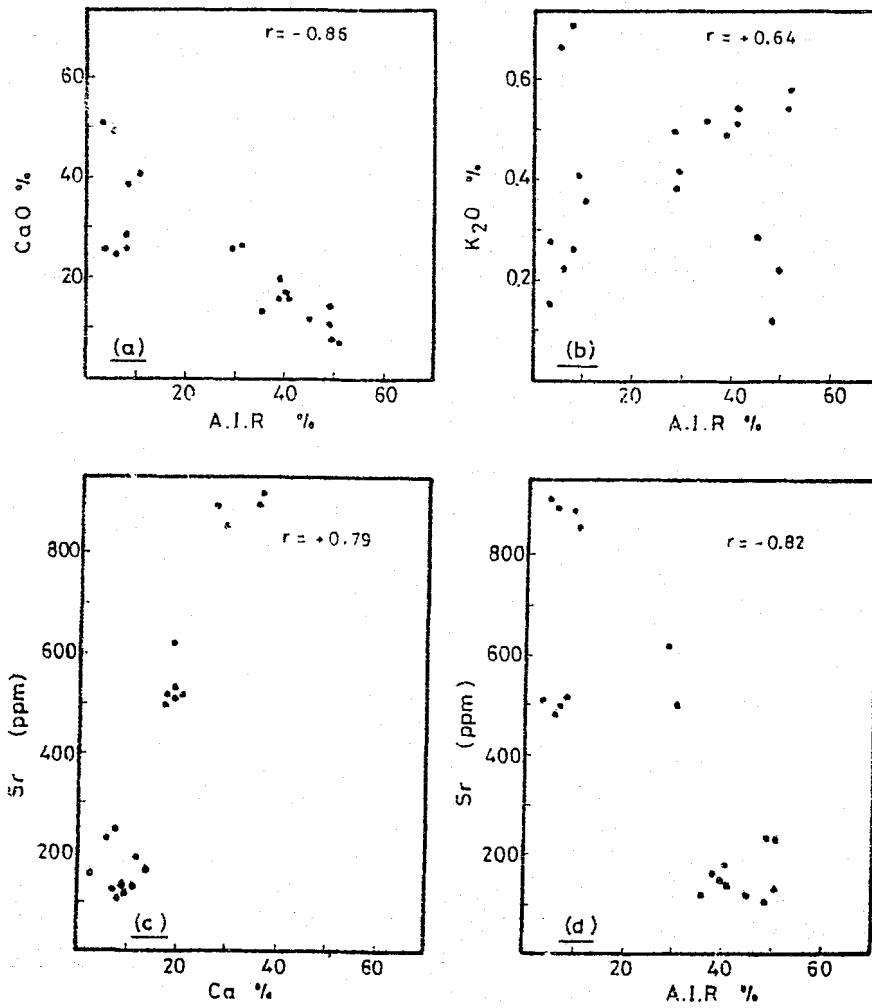 r = -0.86
60
40
20
CaO %
(a)
20 40 60
A.I.R %
r = +0.64
0.6
0.4
0.2
K2O %
(b)
20 40 60
A.I.R %
r = +0.79
800
600
400
200
Sr (ppm)
(c)
20 40 60
Ca %
r = -0.82
800
600
400
200
Sr (ppm)
(d)
20 40 60
A.I.R %